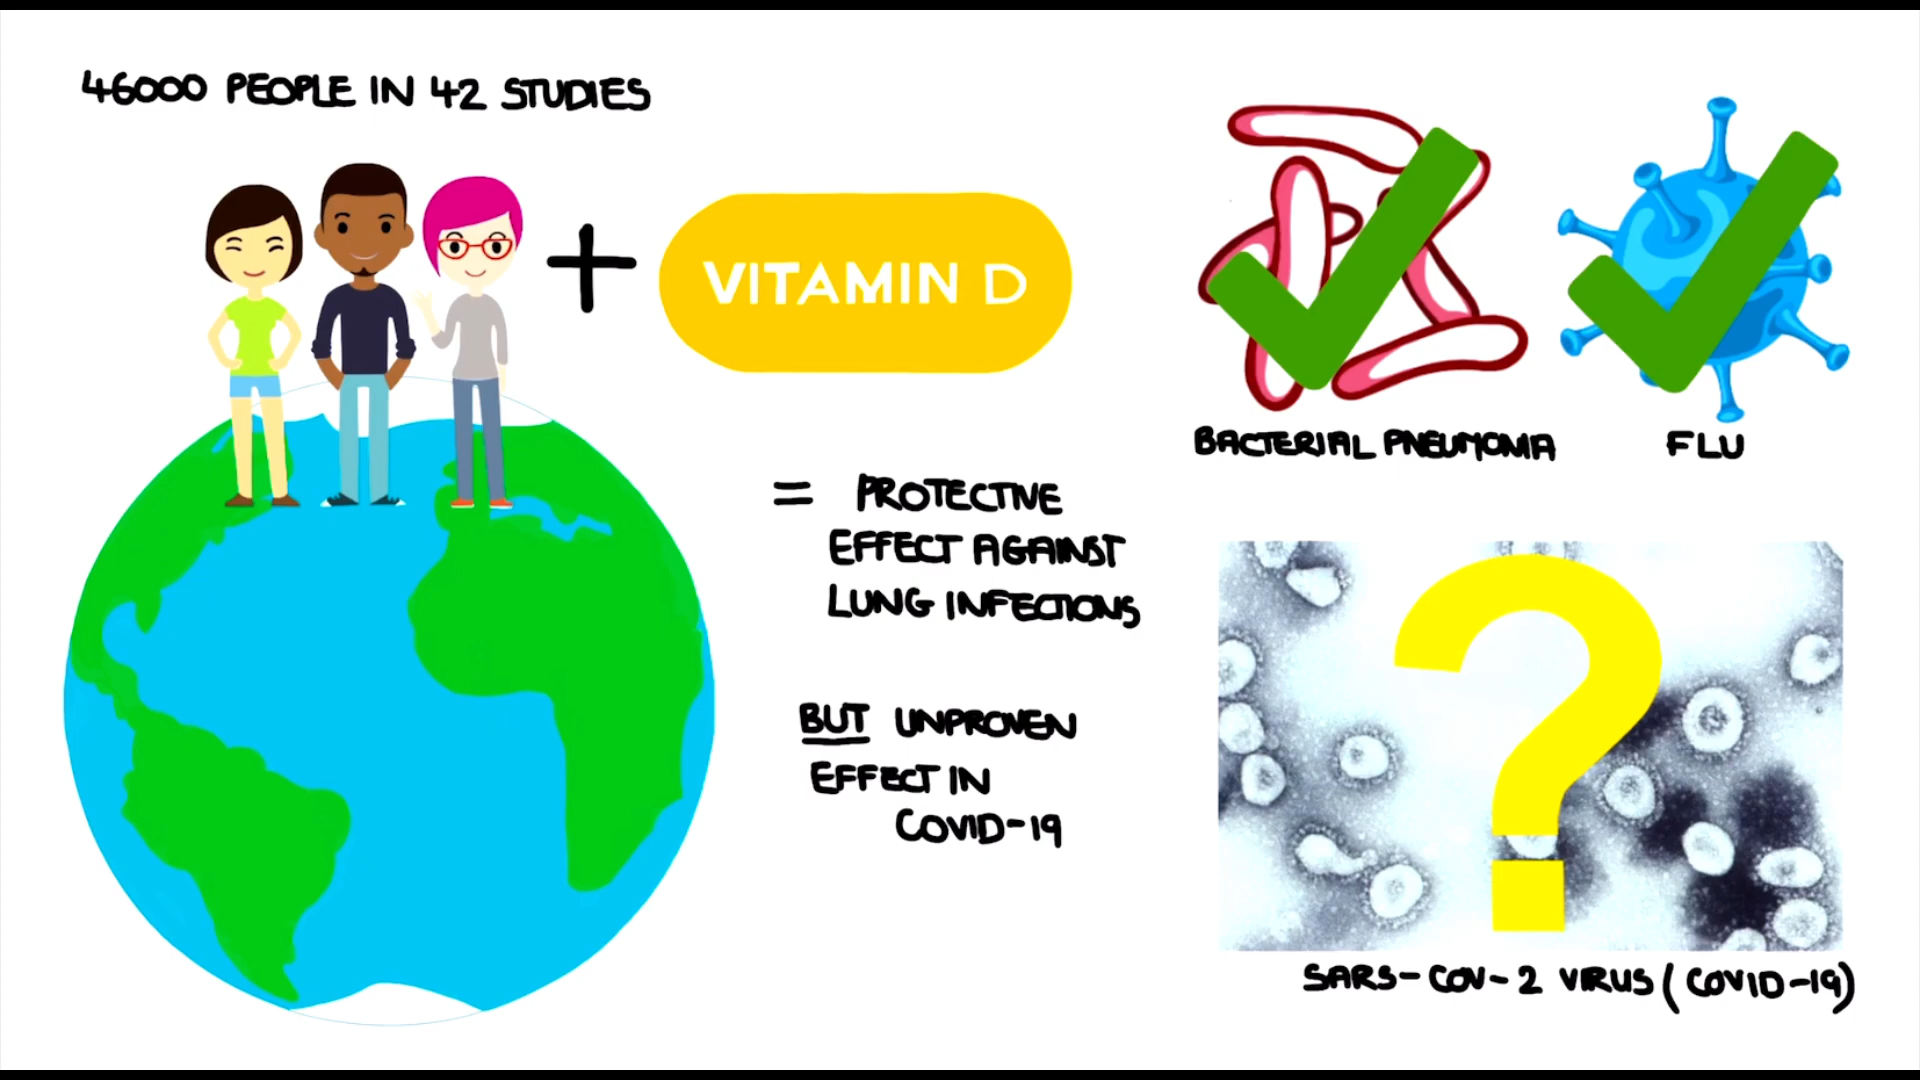 46000 PEOPLE IN 42 STUDIES
VITAMIN D
BACTERIAL PNEUMONIA
FLU
= PROTECTIVE
EFFECT AGAINST
LUNG INFECTIONS
BUT UNPROVEN
EFFECT IN
COVID-19
SARS-COV-2 VIRUS (COVID-19)